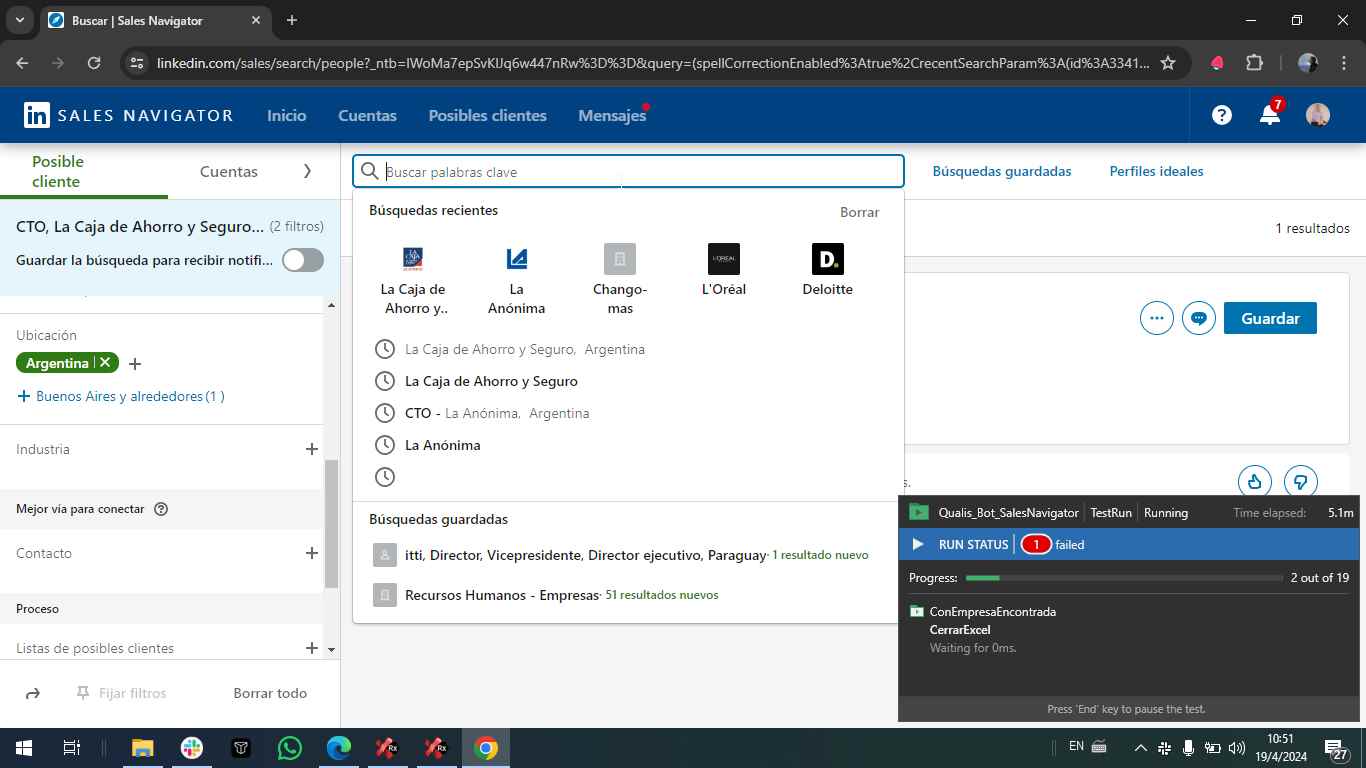 Buscar | Sales Navigator
linkedin.com/sales/search/people?_ntb=IWoMa7epSvKlJq6w447nRw%3D%3D&query=(spellCorrectionEnabled%3Atrue%2CrecentSearchParam%3A(id%3A3341...
in SALES NAVIGATOR
Inicio
Cuentas
Posibles clientes
Mensajes
7
Posible
cliente
Cuentas
Buscar palabras clave
Búsquedas guardadas
Perfiles ideales
CTO, La Caja de Ahorro y Seguro... (2 filtros)
Guardar la búsqueda para recibir notifi...
1 resultados
Búsquedas recientes
Borrar
La Caja de
Ahorro y..
La
Anónima
Chango-
mas
L'ORÉAL
L'Oréal
D.
Deloitte
La Caja de Ahorro y Seguro, Argentina
La Caja de Ahorro y Seguro
CTO - La Anónima, Argentina
La Anónima
Búsquedas guardadas
itti, Director, Vicepresidente, Director ejecutivo, Paraguay· 1 resultado nuevo
Recursos Humanos - Empresas· 51 resultados nuevos
Ubicación
Argentina
Buenos Aires y alrededores (1 )
Industria
Mejor vía para conectar
Contacto
Proceso
Listas de posibles clientes
Fijar filtros
Borrar todo
Guardar
s.
Qualis_Bot_SalesNavigator TestRun Running Time elapsed: 5.1m
RUN STATUS 1 failed
Progress: 2 out of 19
ConEmpresaEncontrada
CerrarExcel
Waiting for 0ms.
Press 'End' key to pause the test.
Rx
Rx
EN
10:51
19/4/2024
27